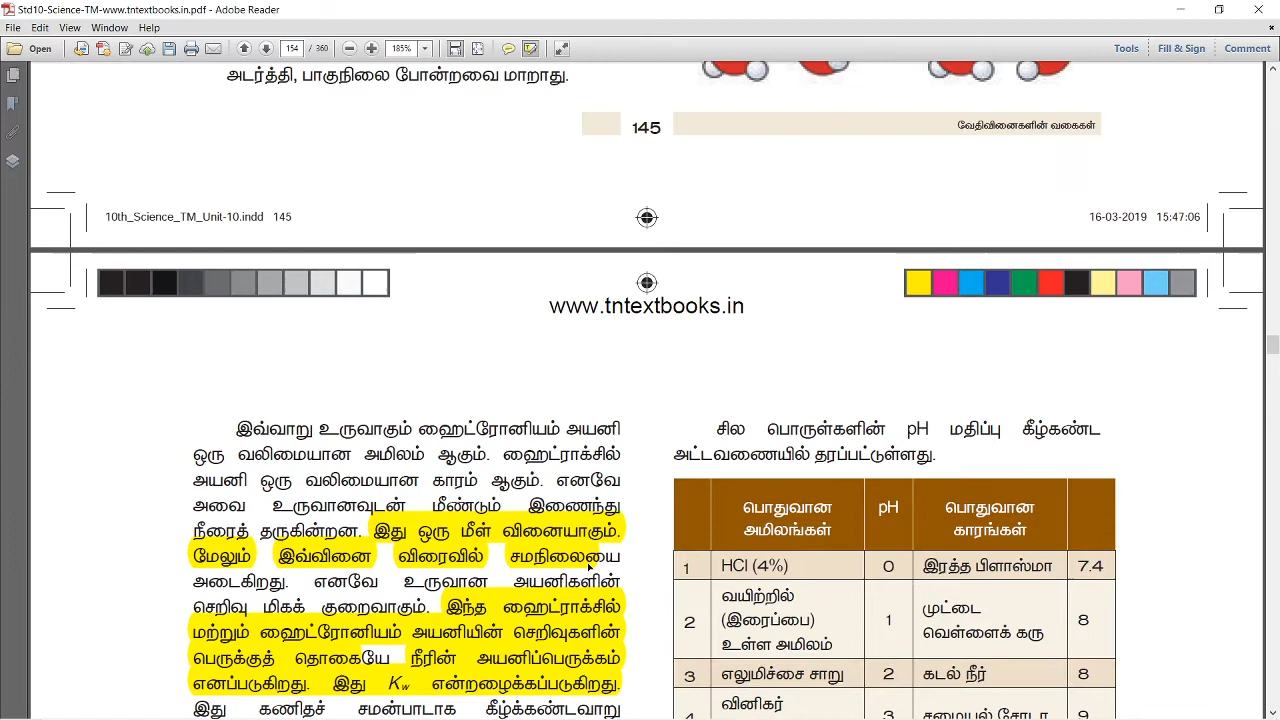 Std10-Science-TM-www.tntextbooks.in.pdf - Adobe Reader
File Edit View Window Help
Open 154 / 360 185% Tools Fill & Sign Comment
அடர்த்தி, பாகுநிலை போன்றவை மாறாது.
145 வேதிவினைகளின் வகைகள்
10th_Science_TM_Unit-10.indd 145 16-03-2019 15:47:06
www.tntextbooks.in
இவ்வாறு உருவாகும் ஹைட்ரோனியம் அயனி
ஒரு வலிமையான அமிலம் ஆகும். ஹைட்ராக்சில்
அயனி ஒரு வலிமையான காரம் ஆகும். எனவே
அவை உருவானவுடன் மீண்டும் இணைந்து
நீரைத் தருகின்றன. இது ஒரு மீள் வினையாகும்.
மேலும் இவ்வினை விரைவில் சமநிலையை
அடைகிறது. எனவே உருவான அயனிகளின்
செறிவு மிகக் குறைவாகும். இந்த ஹைட்ராக்சில்
மற்றும் ஹைட்ரோனியம் அயனியின் செறிவுகளின்
பெருக்குத் தொகையே நீரின் அயனிப்பெருக்கம்
எனப்படுகிறது. இது Kw என்றழைக்கப்படுகிறது.
இது கணிதச் சமன்பாடாக கீழ்க்கண்டவாறு
சில பொருள்களின் pH மதிப்பு கீழ்கண்ட
அட்டவணையில் தரப்பட்டுள்ளது.
பொதுவான அமிலங்கள் pH பொதுவான காரங்கள்
1 HCl (4%) 0 இரத்த பிளாஸ்மா 7.4
2 வயிற்றில் (இரைப்பை) உள்ள அமிலம் 1 முட்டை வெள்ளைக் கரு 8
3 எலுமிச்சை சாறு 2 கடல் நீர் 8
4 வினிகர் 3 சமையல் சோடா 9